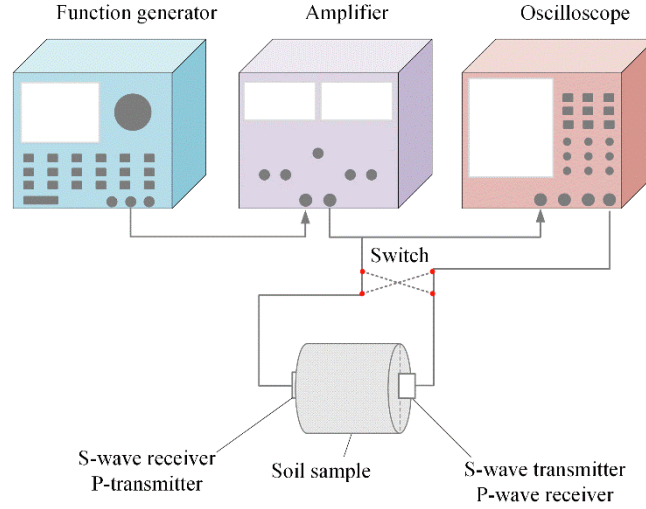 Function generator
Amplifier
Oscilloscope
Switch
S-wave receiver
P-transmitter
Soil sample
S-wave transmitter
P-wave receiver